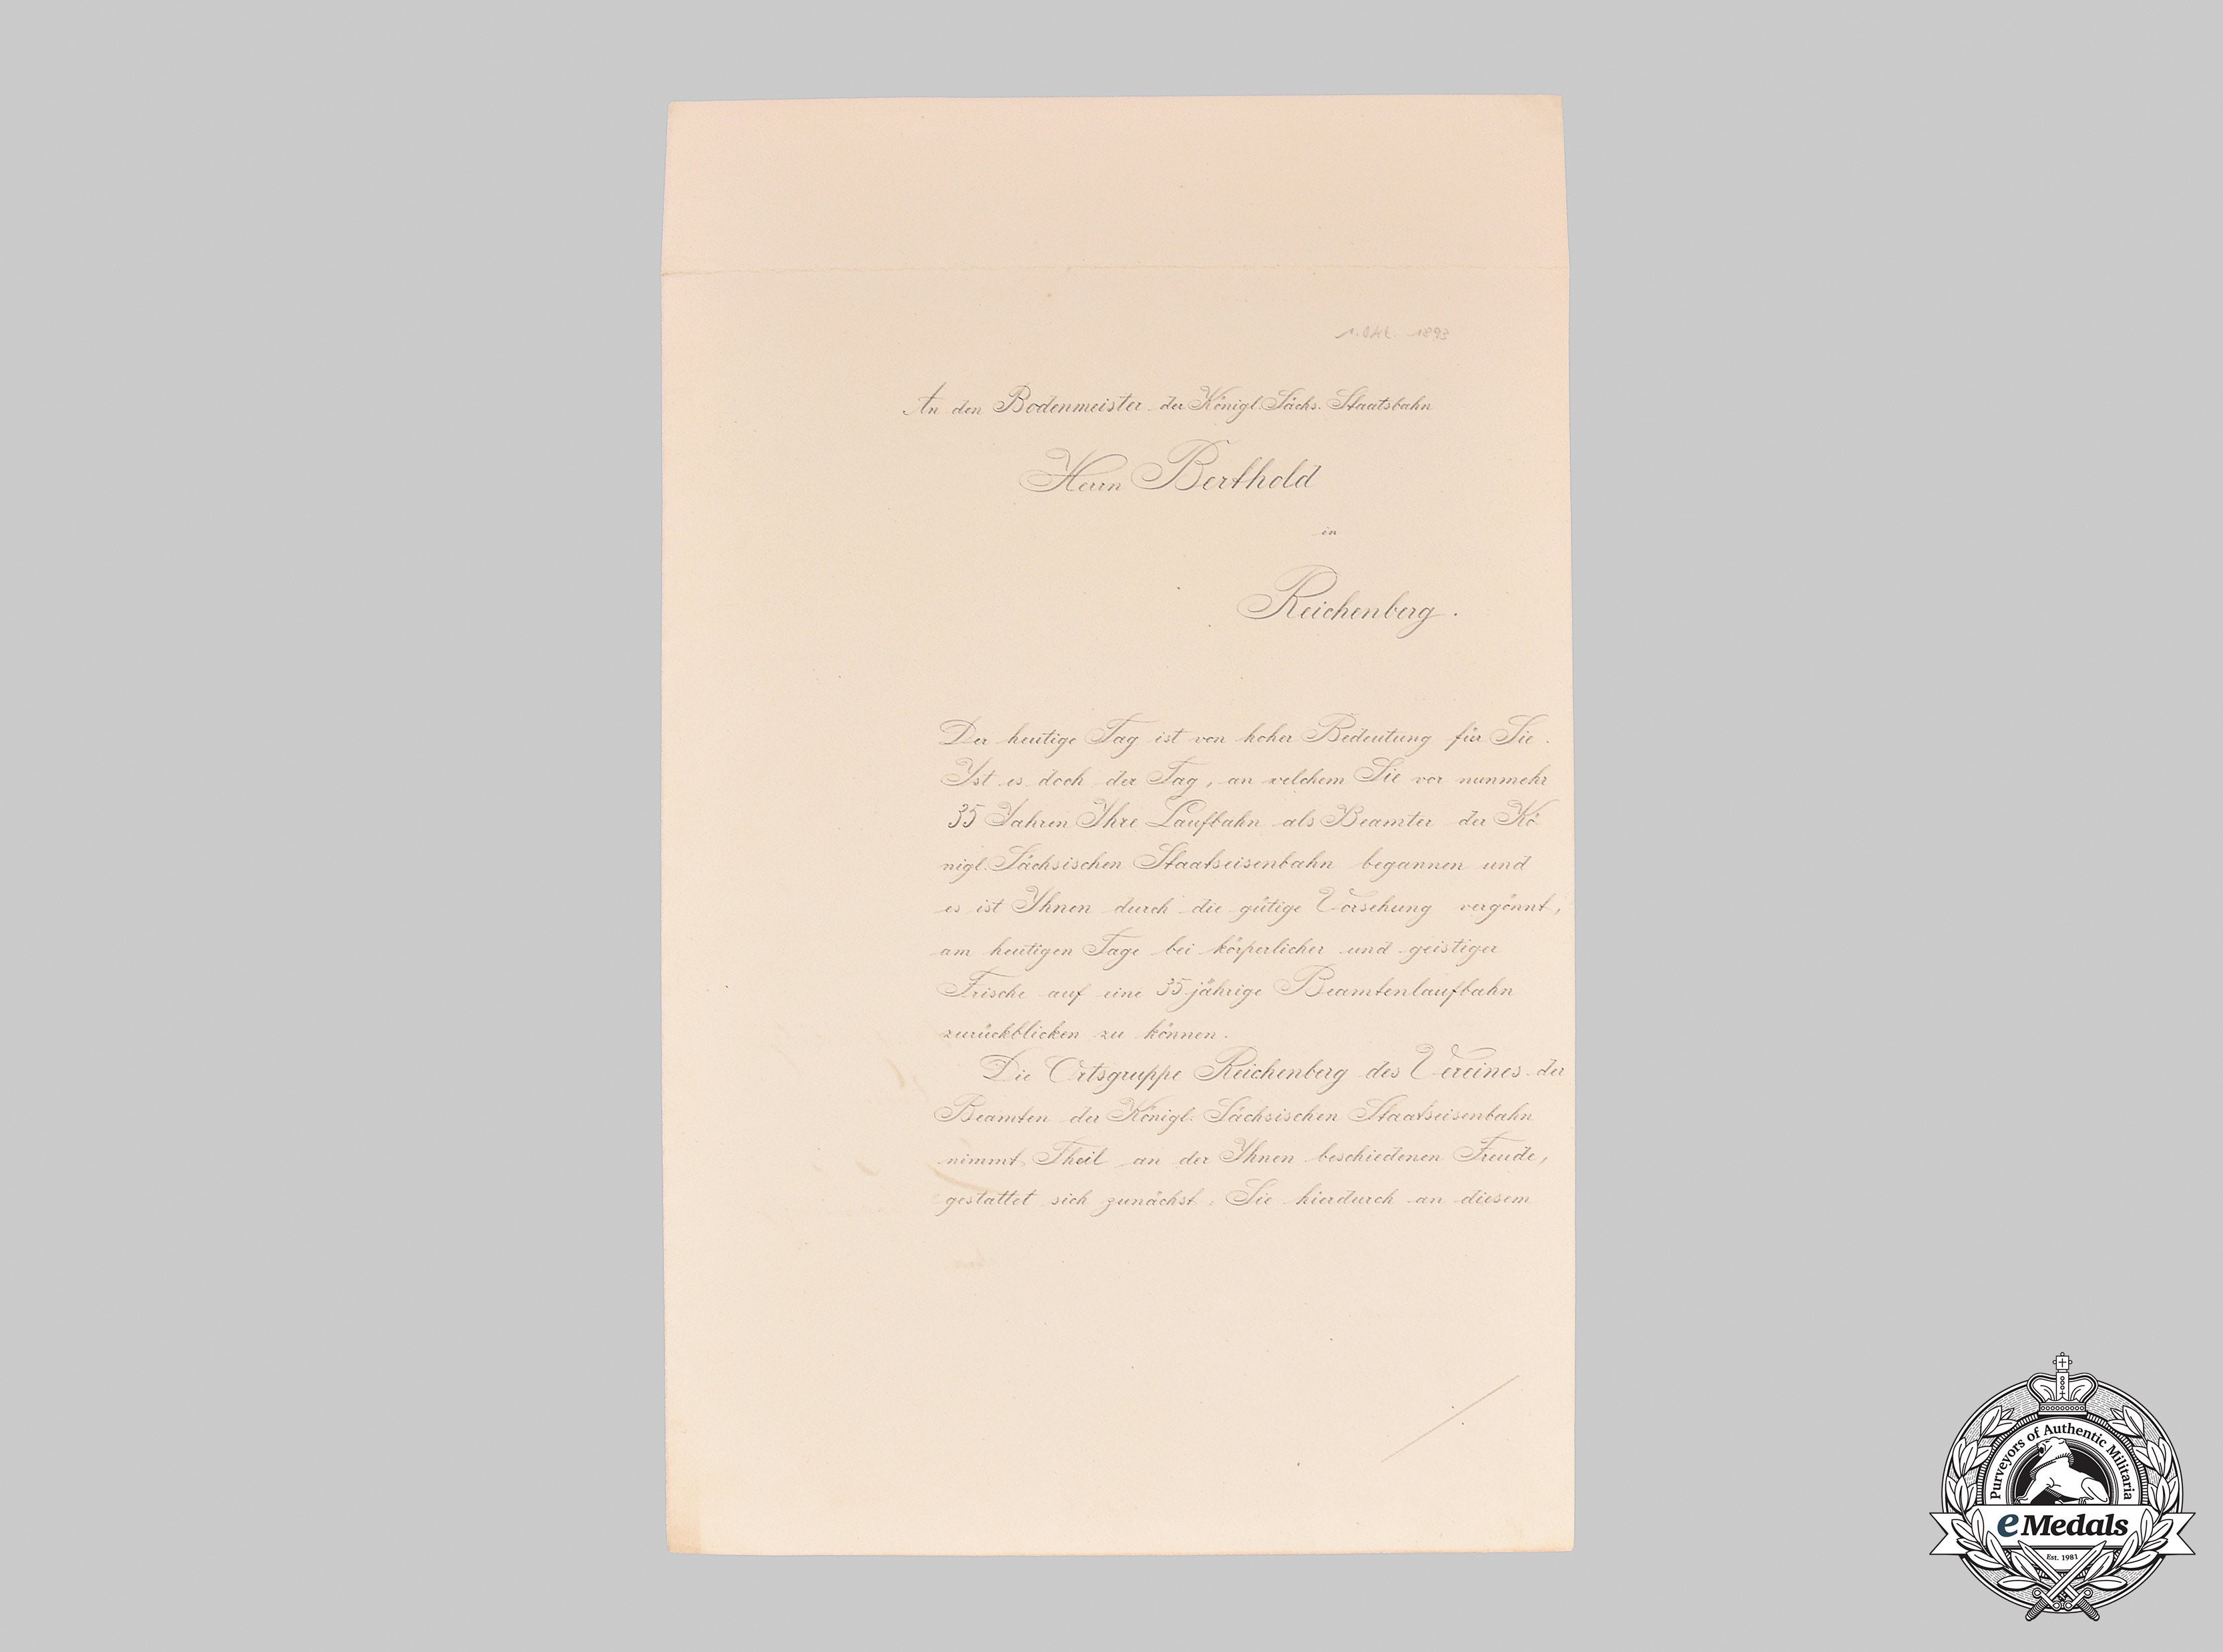 1. Okt. 1893
An den Bodenmeister der Königl. Sächs. Staatsbahn
Herrn Berthold
in
Reichenberg.
Der heutige Tag ist von hoher Bedeutung für Sie.
Ist es doch der Tag, an welchem Sie vor nunmehr
35 Jahren Ihre Laufbahn als Beamter der Kö
nigl. Sächsischen Staatseisenbahn begannen und
es ist Ihnen durch die gütige Vorsehung vergönnt,
am heutigen Tage bei körperlicher und geistiger
Frische auf eine 35 jährige Beamtenlaufbahn
zurückblicken zu können.
Die Ortsgruppe Reichenberg des Vereines der
Beamten der Königl. Sächsischen Staatseisenbahn
nimmt Theil an der Ihnen beschiedenen Freude,
gestattet sich zunächst, Sie hierdurch an diesem
Purveyors of Authentic Militaria
eMedals
Est. 1981